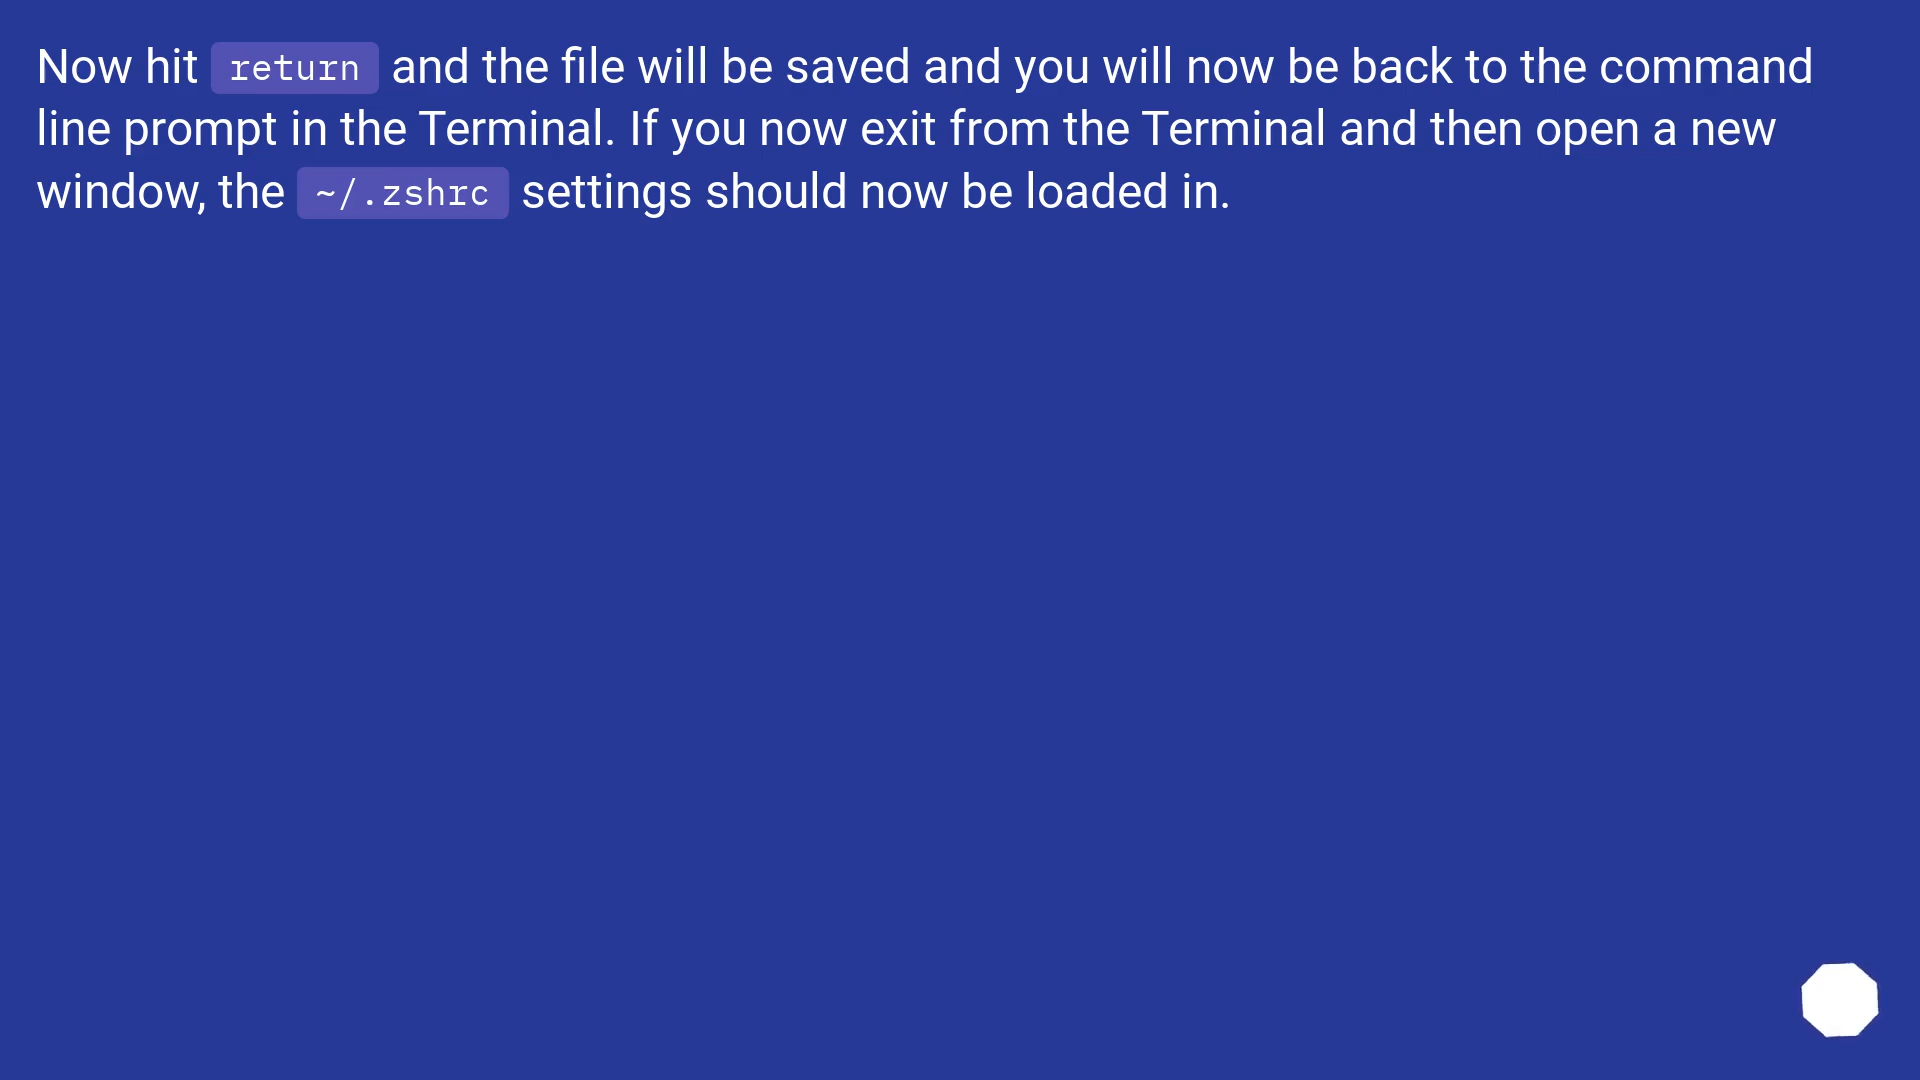 Now hit return and the file will be saved and you will now be back to the command
line prompt in the Terminal. If you now exit from the Terminal and then open a new
window, the ~/.zshrc settings should now be loaded in.